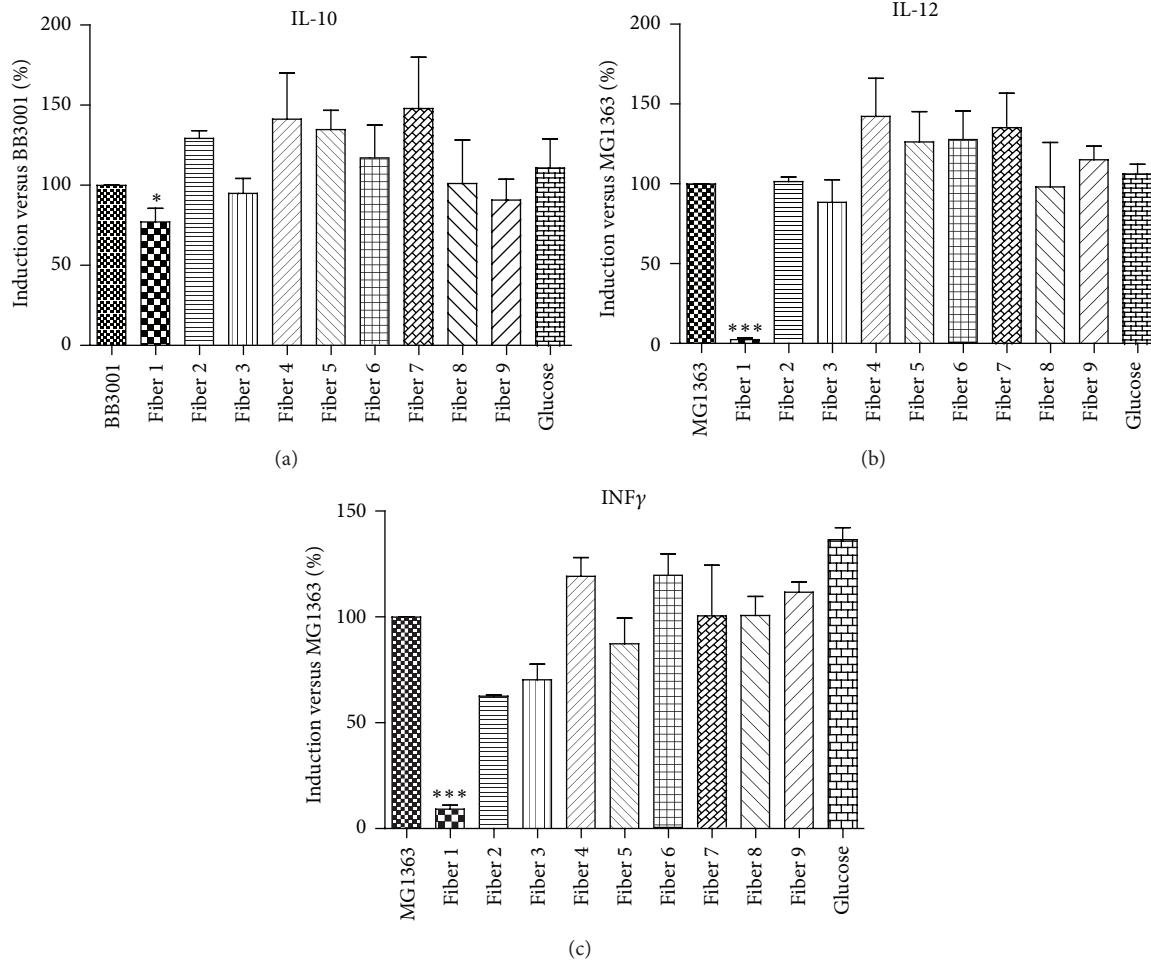 IL-10
Induction versus BB3001 (%)
200
150
100
50
0
*
BB3001
Fiber 1
Fiber 2
Fiber 3
Fiber 4
Fiber 5
Fiber 6
Fiber 7
Fiber 8
Fiber 9
Glucose
(a)
IL-12
Induction versus MG1363 (%)
200
150
100
50
0
***
MG1363
Fiber 1
Fiber 2
Fiber 3
Fiber 4
Fiber 5
Fiber 6
Fiber 7
Fiber 8
Fiber 9
Glucose
(b)
INFγ
Induction versus MG1363 (%)
150
100
50
0
***
MG1363
Fiber 1
Fiber 2
Fiber 3
Fiber 4
Fiber 5
Fiber 6
Fiber 7
Fiber 8
Fiber 9
Glucose
(c)